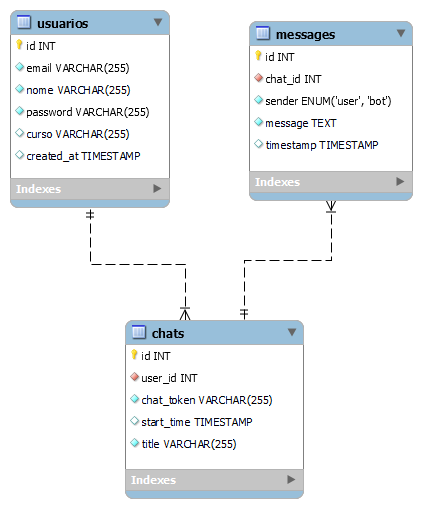 usuarios
id INT
email VARCHAR(255)
nome VARCHAR(255)
password VARCHAR(255)
curso VARCHAR(255)
created_at TIMESTAMP
Indexes
messages
id INT
chat_id INT
sender ENUM('user', 'bot')
message TEXT
timestamp TIMESTAMP
Indexes
chats
id INT
user_id INT
chat_token VARCHAR(255)
start_time TIMESTAMP
title VARCHAR(255)
Indexes